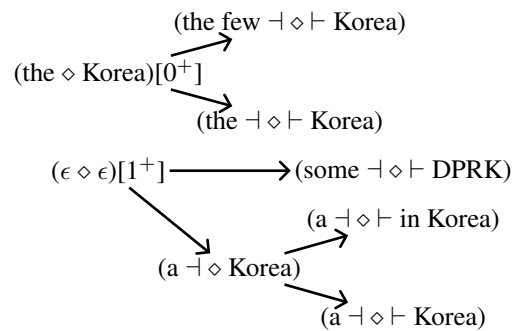 (the few ⊣ ⋄ ⊢ Korea)
(the ⋄ Korea)[0⁺]
(the ⊣ ⋄ ⊢ Korea)
(ϵ ⋄ ϵ)[1⁺]
(some ⊣ ⋄ ⊢ DPRK)
(a ⊣ ⋄ ⊢ in Korea)
(a ⊣ ⋄ Korea)
(a ⊣ ⋄ ⊢ Korea)